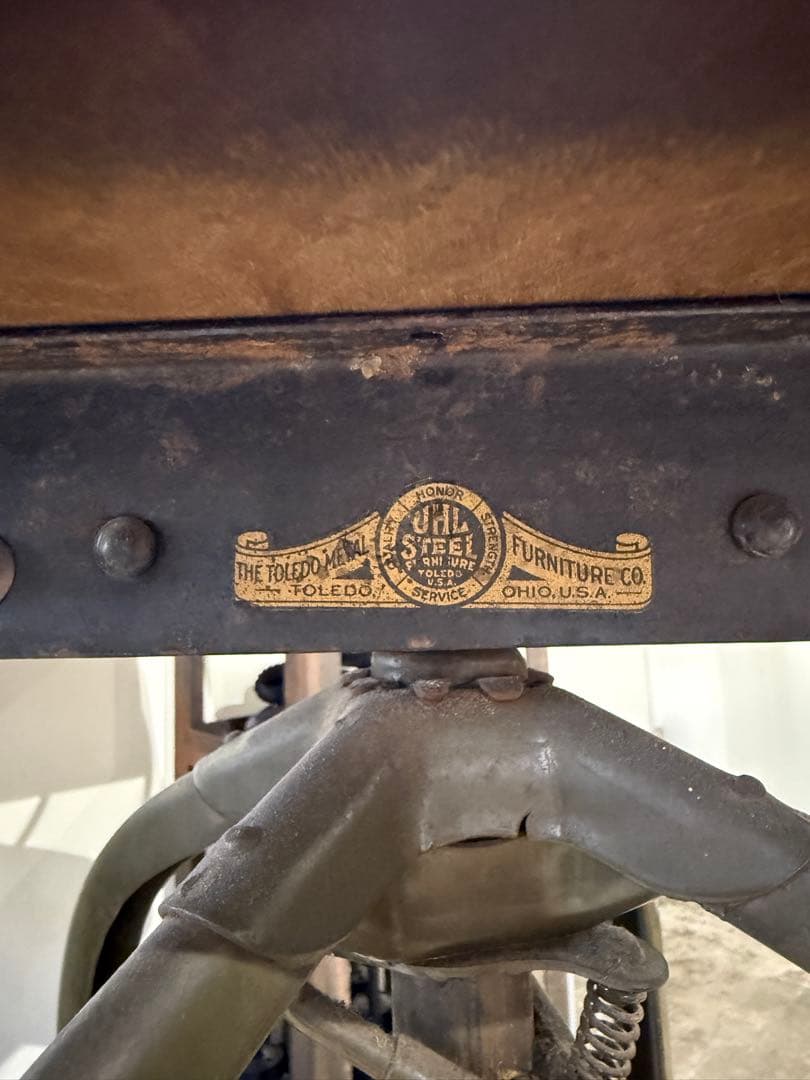 HONOR
QUALITY
STRENGTH
SERVICE
UHL
STEEL
FURNITURE
TOLEDO
U.S.A.
THE TOLEDO METAL FURNITURE CO.
TOLEDO, OHIO, U.S.A.